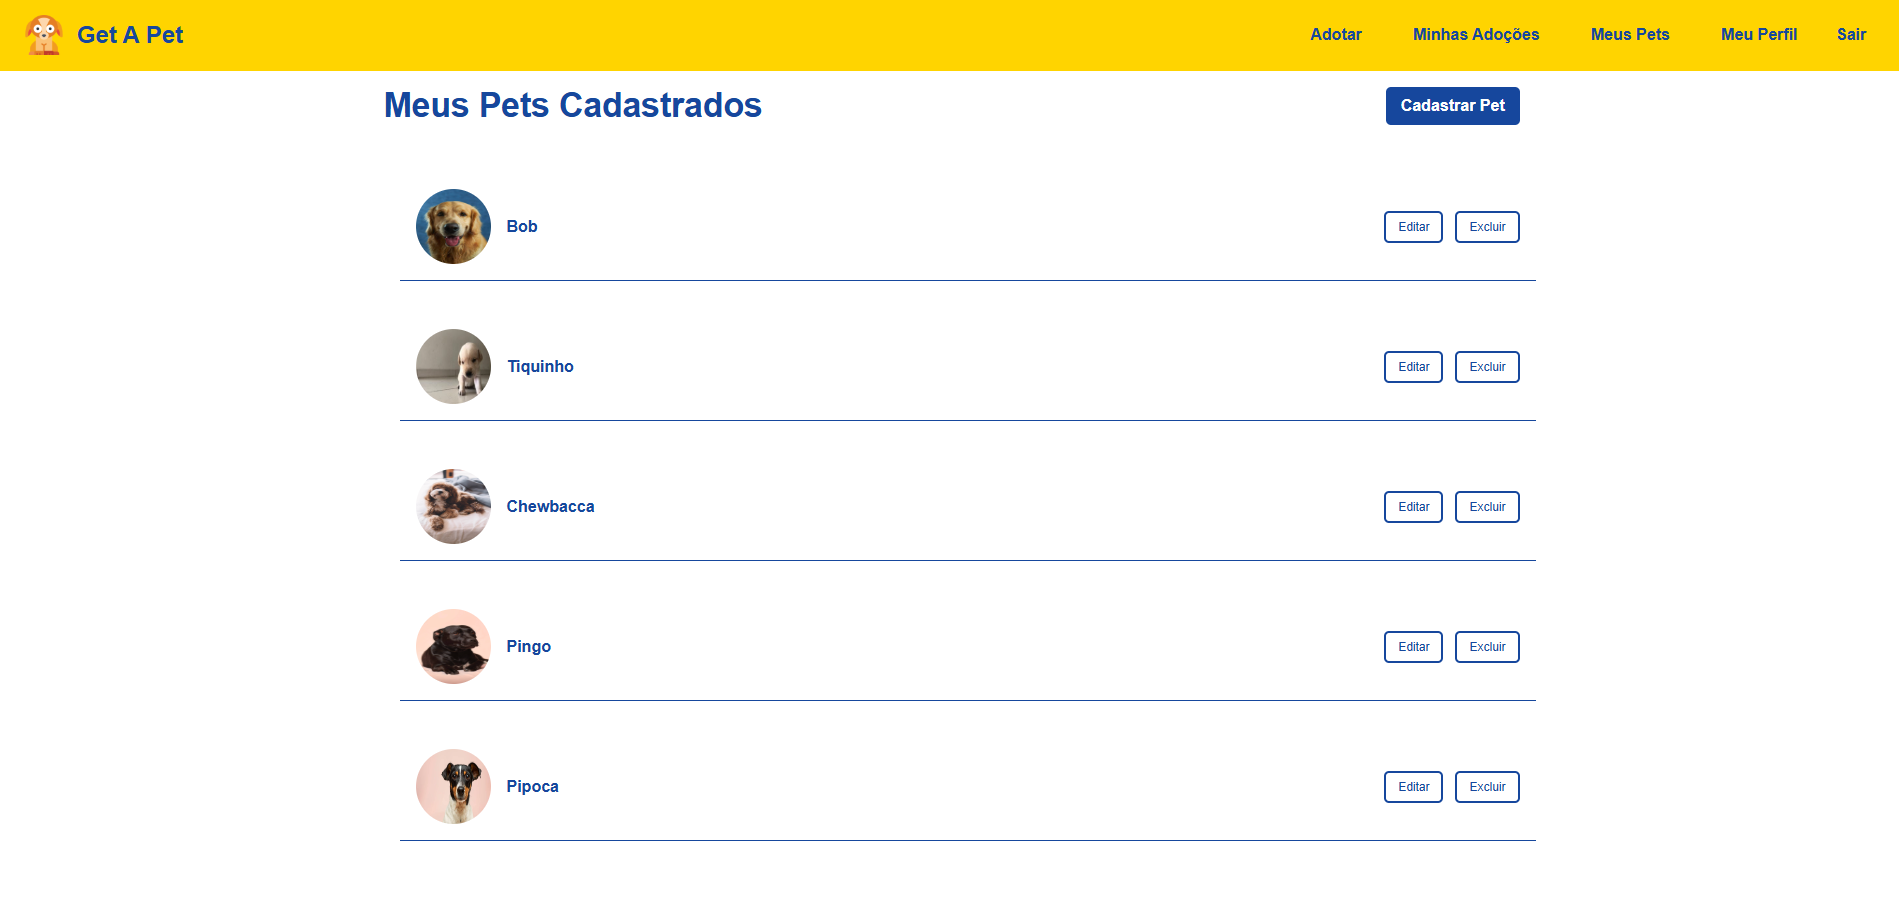 Get A Pet
Adotar Minhas Adoções Meus Pets Meu Perfil Sair
Meus Pets Cadastrados
Cadastrar Pet
Bob Editar Excluir
Tiquinho Editar Excluir
Chewbacca Editar Excluir
Pingo Editar Excluir
Pipoca Editar Excluir